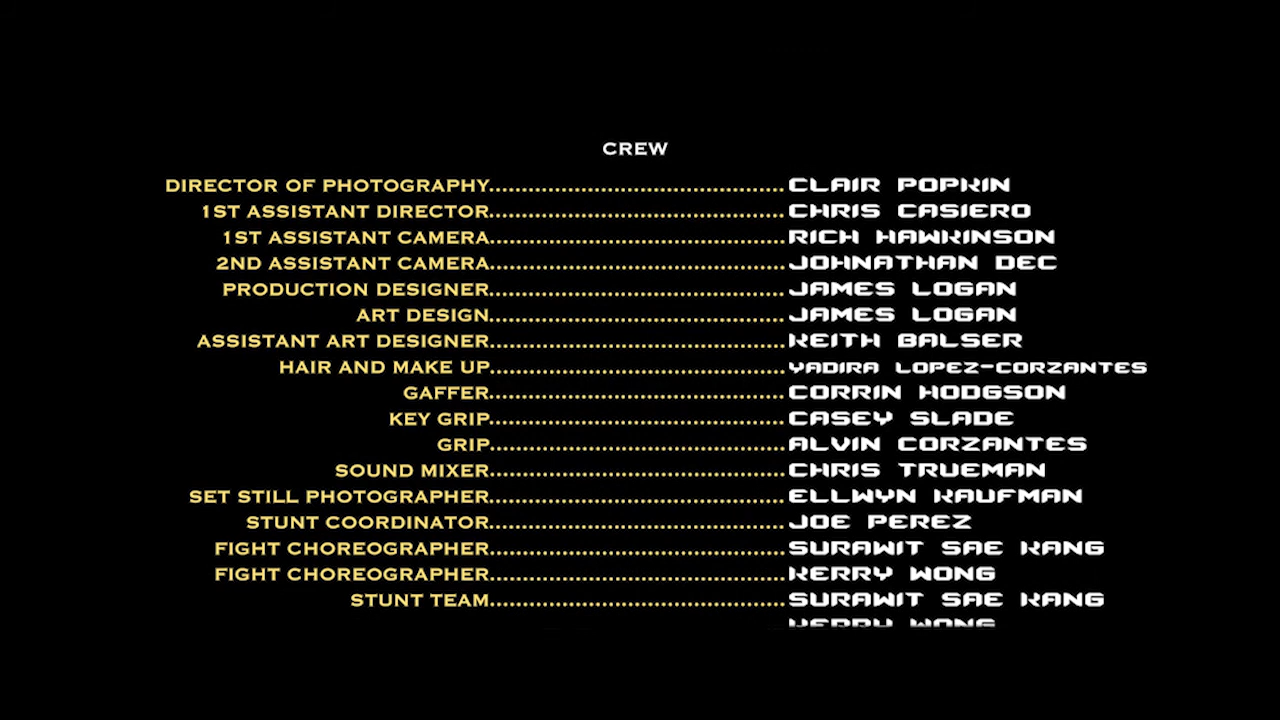 CREW
DIRECTOR OF PHOTOGRAPHY............................................. CLAIR POPKIN
1ST ASSISTANT DIRECTOR............................................. CHRIS CASIERO
1ST ASSISTANT CAMERA............................................. RICH HAWKINSON
2ND ASSISTANT CAMERA............................................. JOHNATHAN DEC
PRODUCTION DESIGNER............................................. JAMES LOGAN
ART DESIGN............................................. JAMES LOGAN
ASSISTANT ART DESIGNER............................................. KEITH BALSER
HAIR AND MAKE UP............................................. YADIRA LOPEZ-CORZANTES
GAFFER............................................. CORRIN HODGSON
KEY GRIP............................................. CASEY SLADE
GRIP............................................. ALVIN CORZANTES
SOUND MIXER............................................. CHRIS TRUEMAN
SET STILL PHOTOGRAPHER............................................. ELLWYN KAUFMAN
STUNT COORDINATOR............................................. JOE PEREZ
FIGHT CHOREOGRAPHER............................................. SURAWIT SAE KANG
FIGHT CHOREOGRAPHER............................................. KERRY WONG
STUNT TEAM............................................. SURAWIT SAE KANG
KERRY WONG